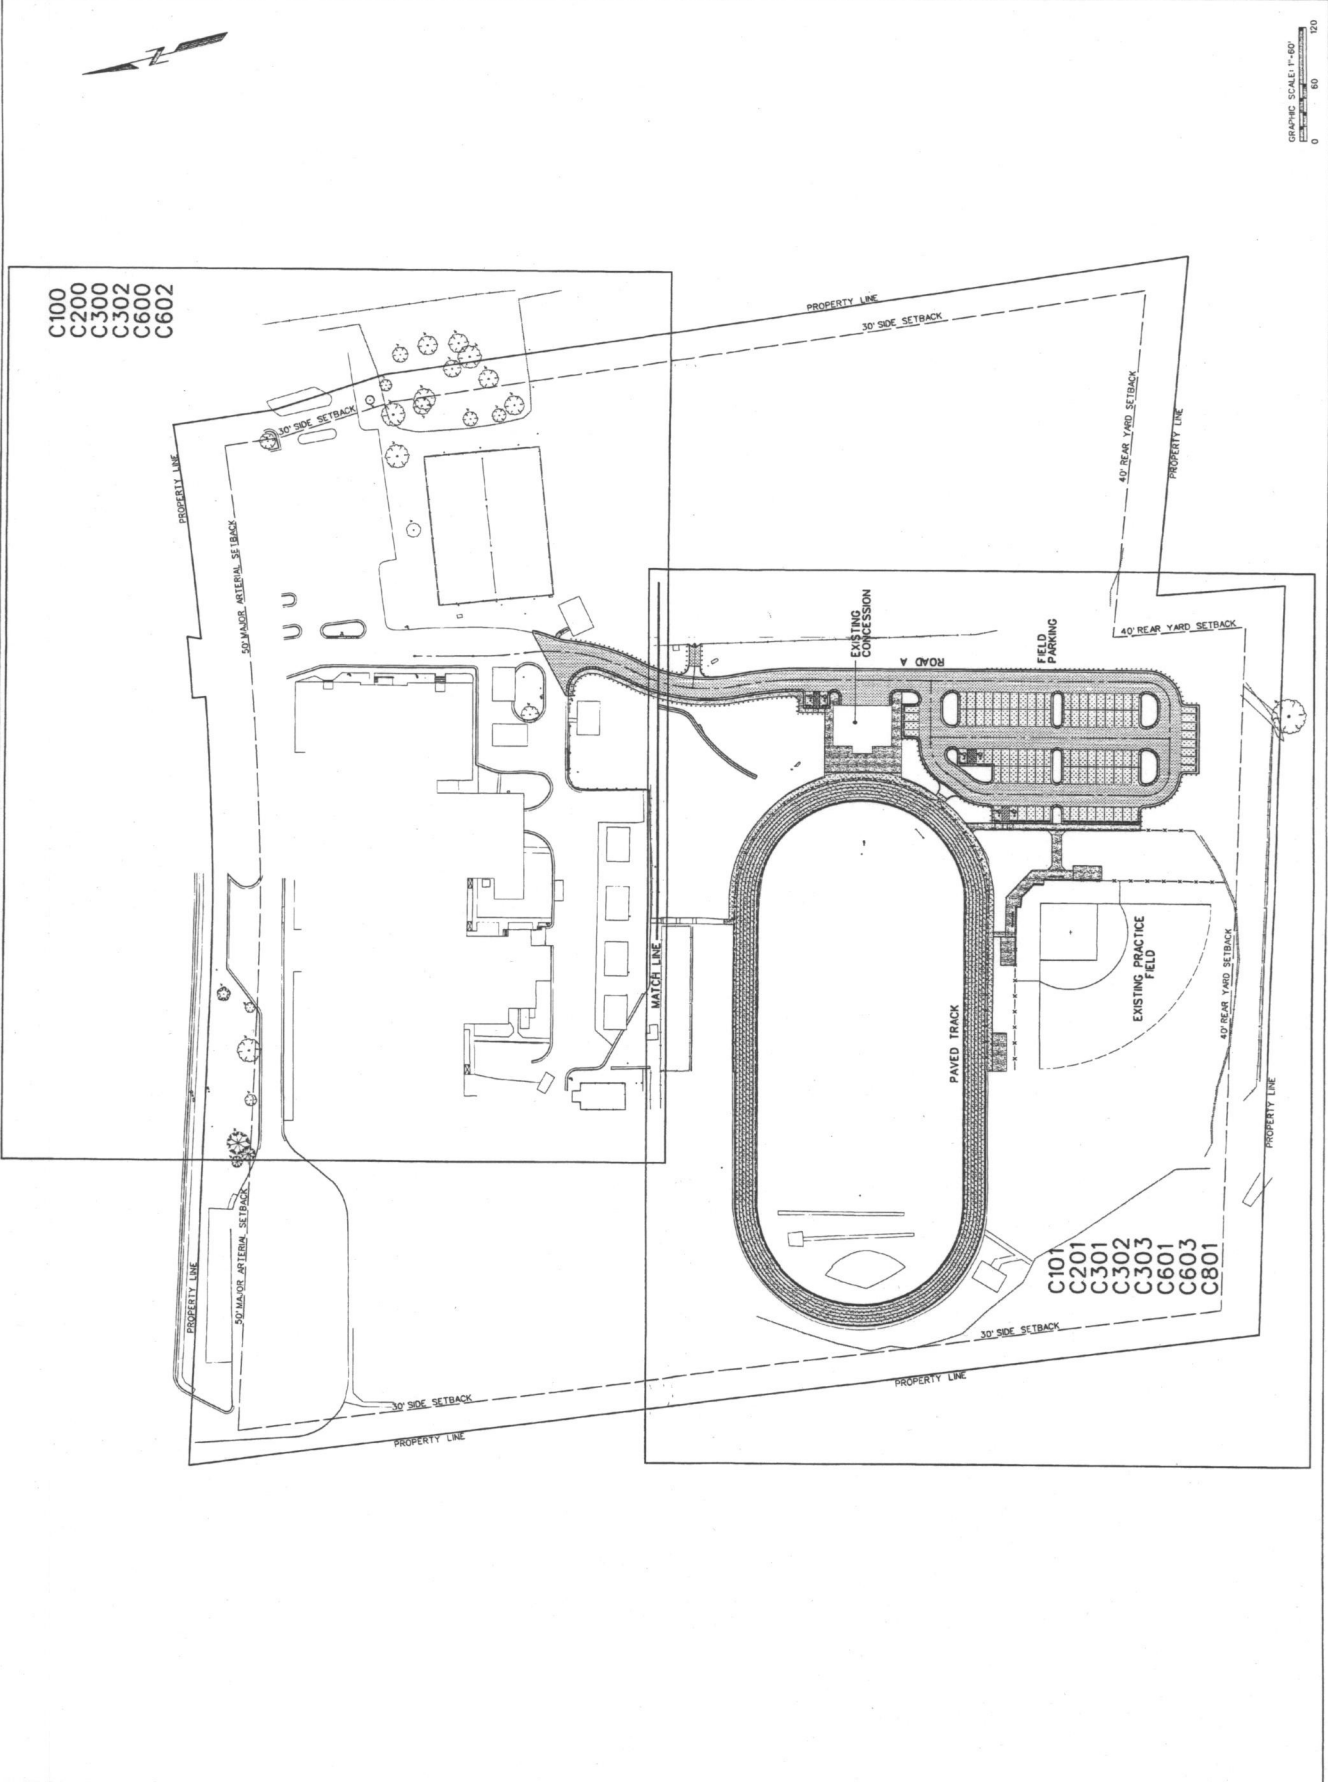 C100
C200
C300
C302
C600
C602
GRAPHIC SCALE: 1"=60'
0 60 120
N
PROPERTY LINE
30' SIDE SETBACK
PROPERTY LINE
30' SIDE SETBACK
40' REAR YARD SETBACK
PROPERTY LINE
PROPERTY LINE
50' MAJOR ARTERIAL SETBACK
EXISTING
CONCESSION
ROAD A
FIELD
PARKING
40' REAR YARD SETBACK
MATCH LINE
PAVED TRACK
EXISTING PRACTICE
FIELD
40' REAR YARD SETBACK
PROPERTY LINE
PROPERTY LINE
50' MAJOR ARTERIAL SETBACK
30' SIDE SETBACK
PROPERTY LINE
30' SIDE SETBACK
PROPERTY LINE
C101
C201
C301
C302
C303
C601
C603
C801